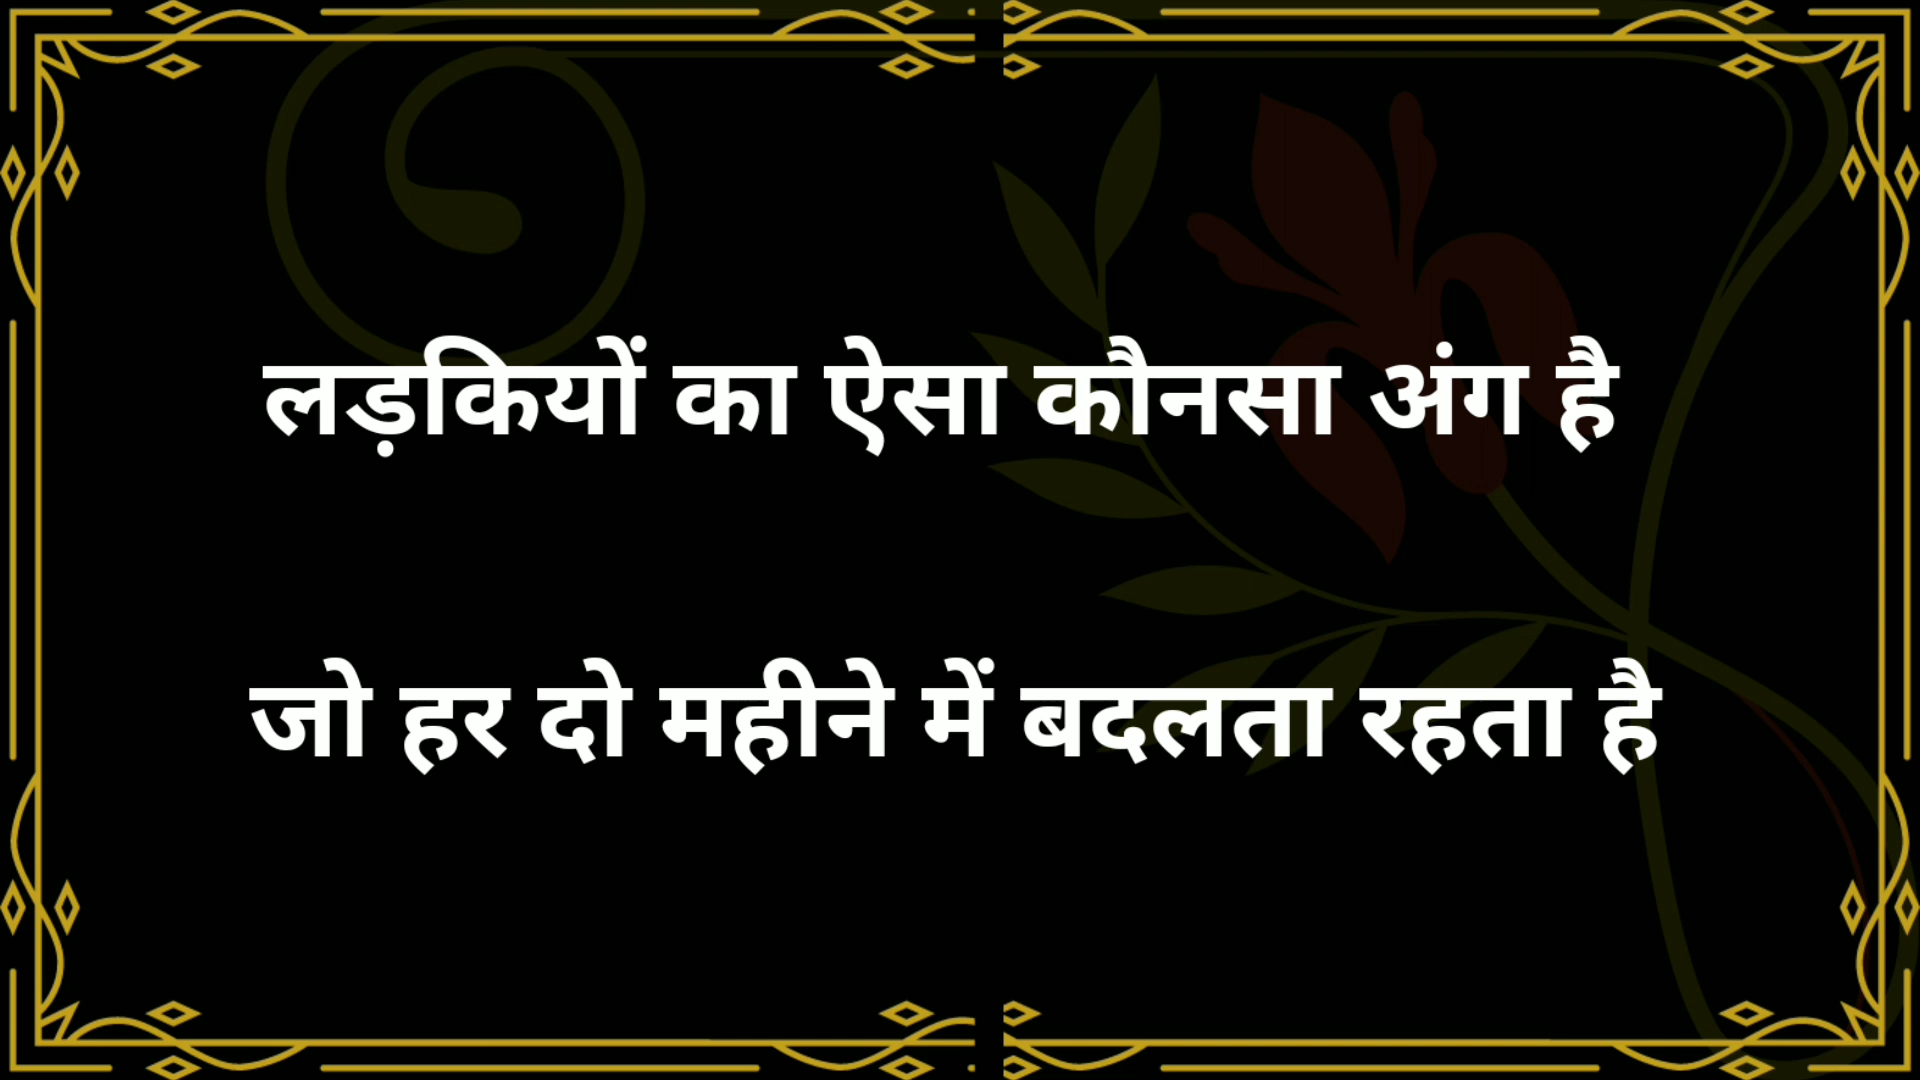 लड़कियों का ऐसा कौनसा अंग है
जो हर दो महीने में बदलता रहता है